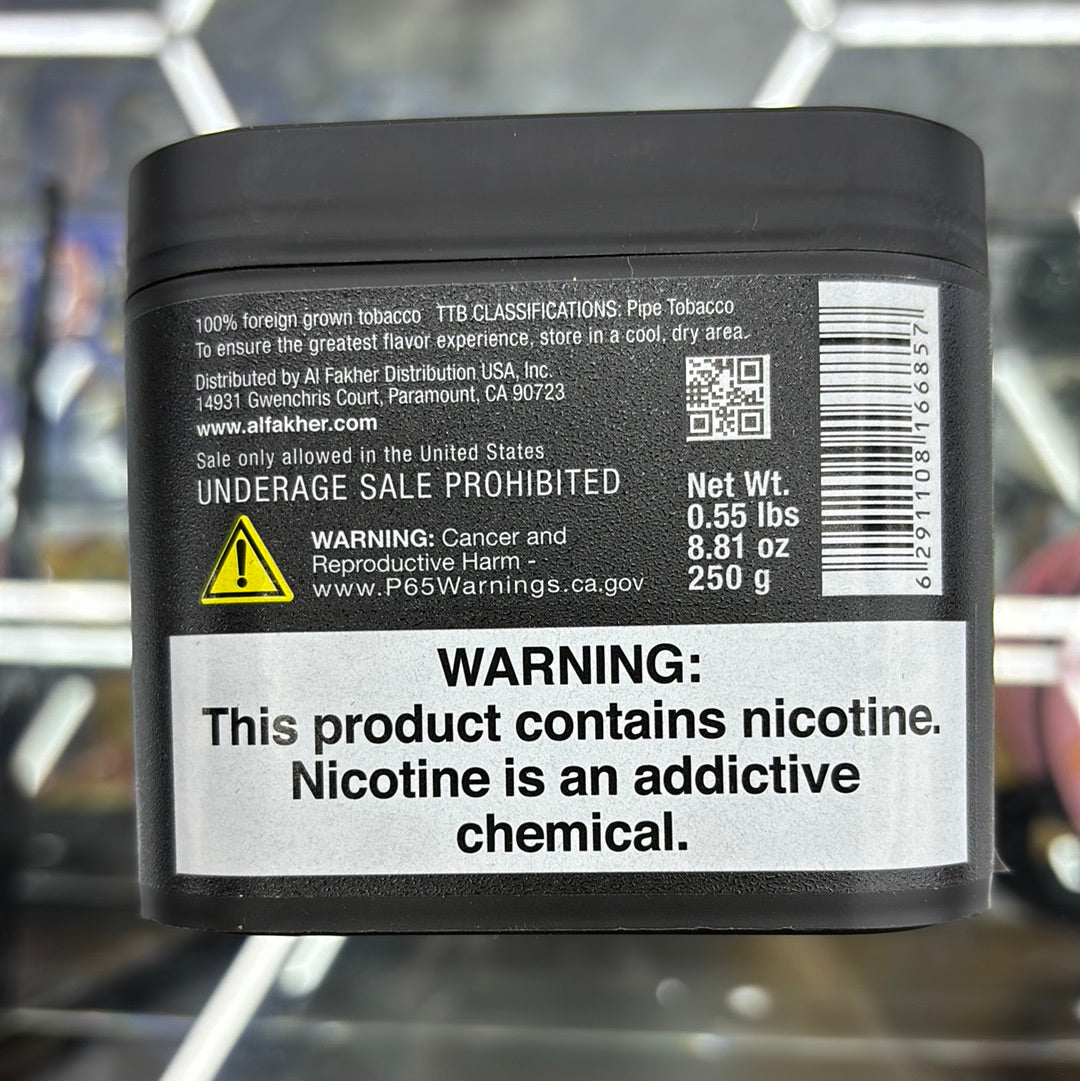 100% foreign grown tobacco TTB CLASSIFICATIONS: Pipe Tobacco
To ensure the greatest flavor experience, store in a cool, dry area.
Distributed by Al Fakher Distribution USA, Inc.
14931 Gwenchris Court, Paramount, CA 90723
www.alfakher.com
Sale only allowed in the United States
UNDERAGE SALE PROHIBITED
WARNING: Cancer and
Reproductive Harm -
www.P65Warnings.ca.gov
Net Wt.
0.55 lbs
8.81 oz
250 g
6 291108 166857
WARNING:
This product contains nicotine.
Nicotine is an addictive
chemical.